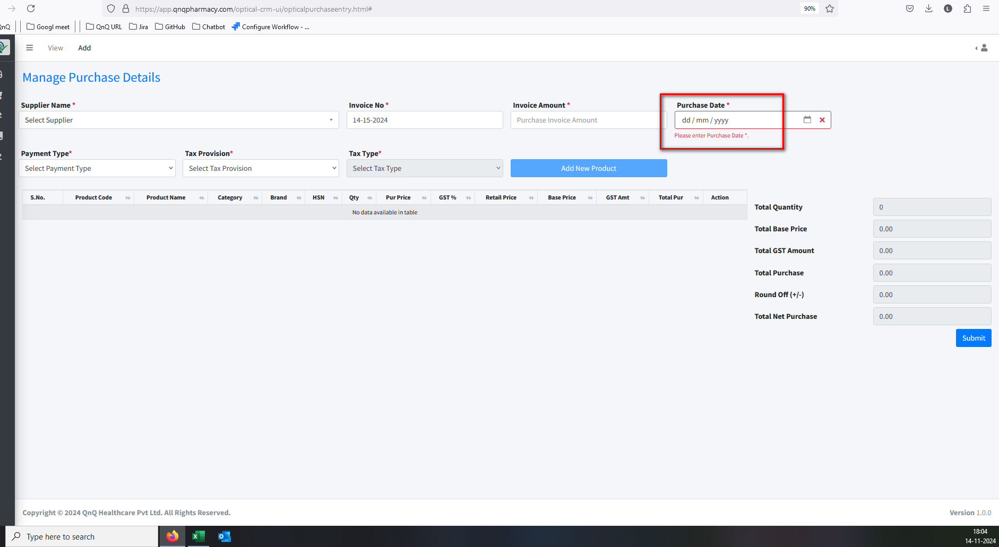 https://app.qnqpharmacy.com/optical-crm-ui/opticalpurchaseentry.html#
90%
L
QnQ
Googl meet
QnQ URL
Jira
GitHub
Chatbot
Configure Workflow - ...
View
Add
Manage Purchase Details
Supplier Name *
Invoice No *
Invoice Amount *
Purchase Date *
Select Supplier
14-15-2024
Purchase Invoice Amount
dd / mm / yyyy
Please enter Purchase Date *.
Payment Type*
Tax Provision*
Tax Type*
Select Payment Type
Select Tax Provision
Select Tax Type
Add New Product
S.No.
Product Code
Product Name
Category
Brand
HSN
Qty
Pur Price
GST %
Retail Price
Base Price
GST Amt
Total Pur
Action
No data available in table
Total Quantity
0
Total Base Price
0.00
Total GST Amount
0.00
Total Purchase
0.00
Round Off (+/-)
0.00
Total Net Purchase
0.00
Submit
Copyright © 2024 QnQ Healthcare Pvt Ltd. All Rights Reserved.
Version 1.0.0
Type here to search
18:04
14-11-2024